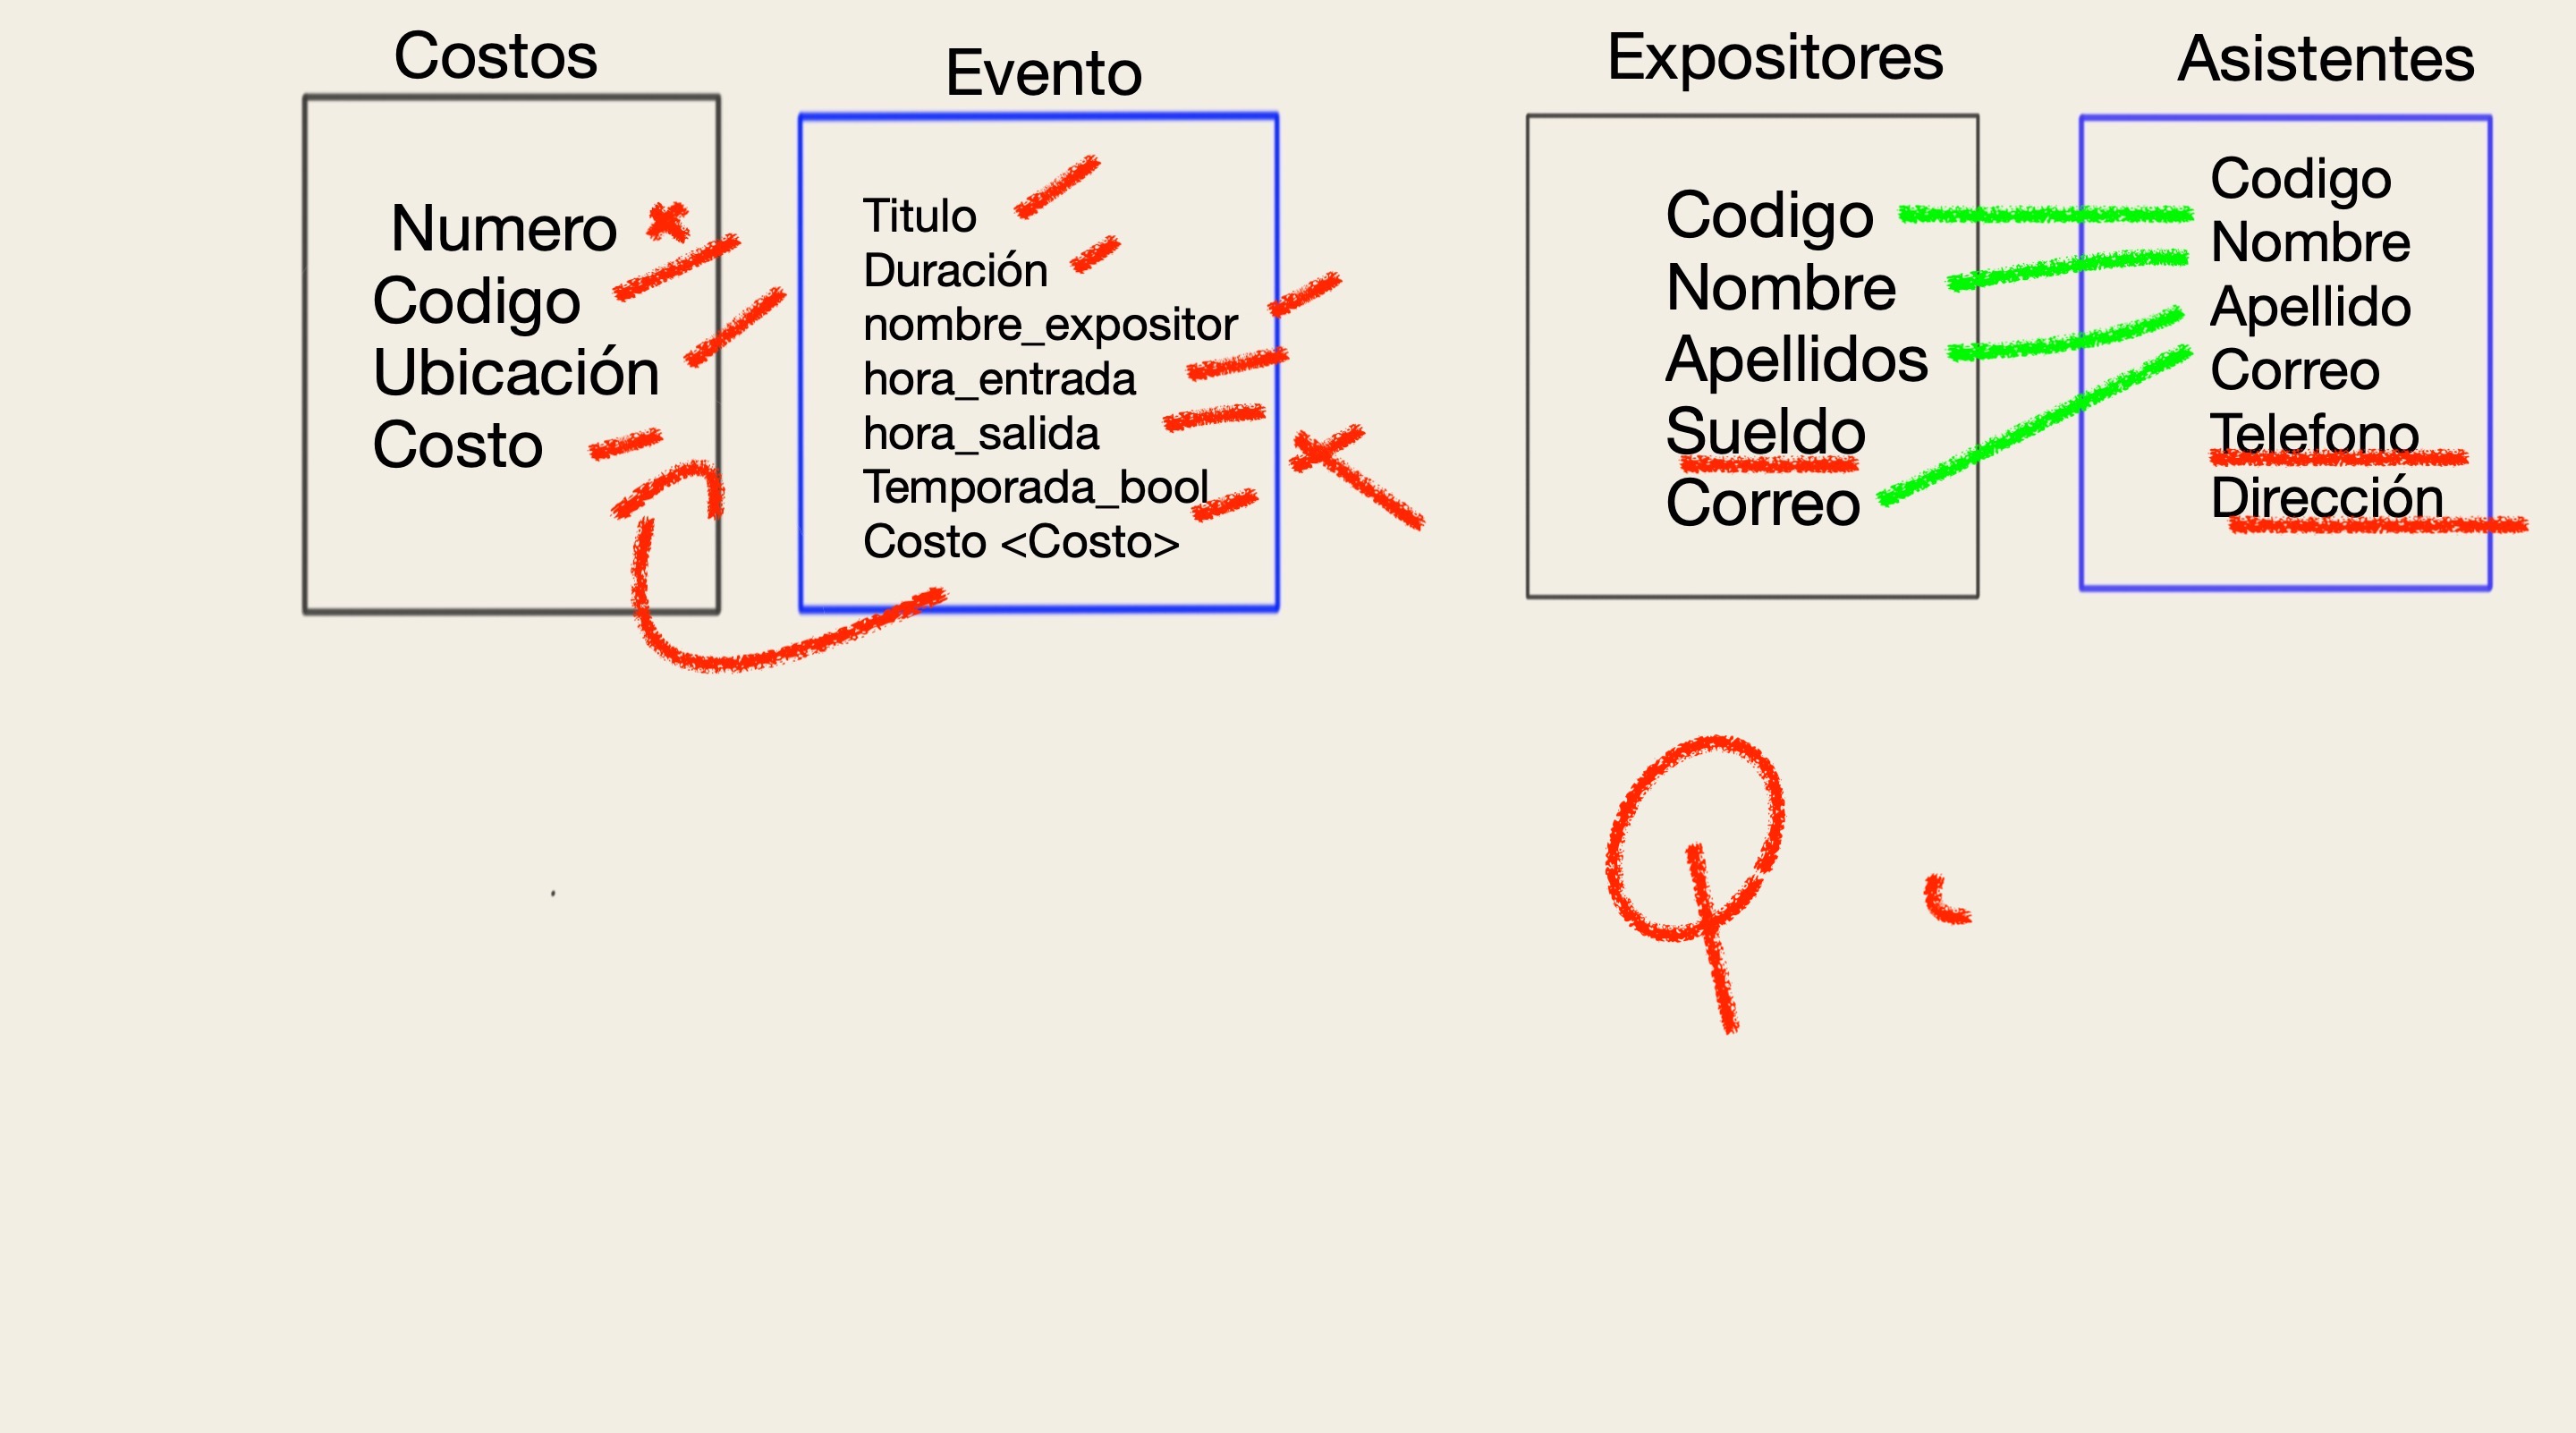 Costos
Numero
Codigo
Ubicación
Costo
Evento
Titulo
Duración
nombre_expositor
hora_entrada
hora_salida
Temporada_bool
Costo <Costo>
Expositores
Codigo
Nombre
Apellidos
Sueldo
Correo
Asistentes
Codigo
Nombre
Apellido
Correo
Telefono
Dirección